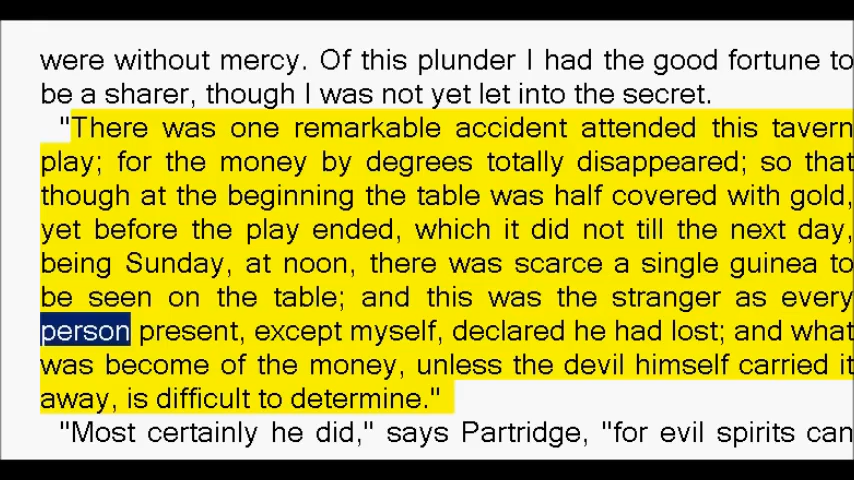 were without mercy. Of this plunder I had the good fortune to
be a sharer, though I was not yet let into the secret.
"There was one remarkable accident attended this tavern
play; for the money by degrees totally disappeared; so that
though at the beginning the table was half covered with gold,
yet before the play ended, which it did not till the next day,
being Sunday, at noon, there was scarce a single guinea to
be seen on the table; and this was the stranger as every
person present, except myself, declared he had lost; and what
was become of the money, unless the devil himself carried it
away, is difficult to determine."
"Most certainly he did," says Partridge, "for evil spirits can